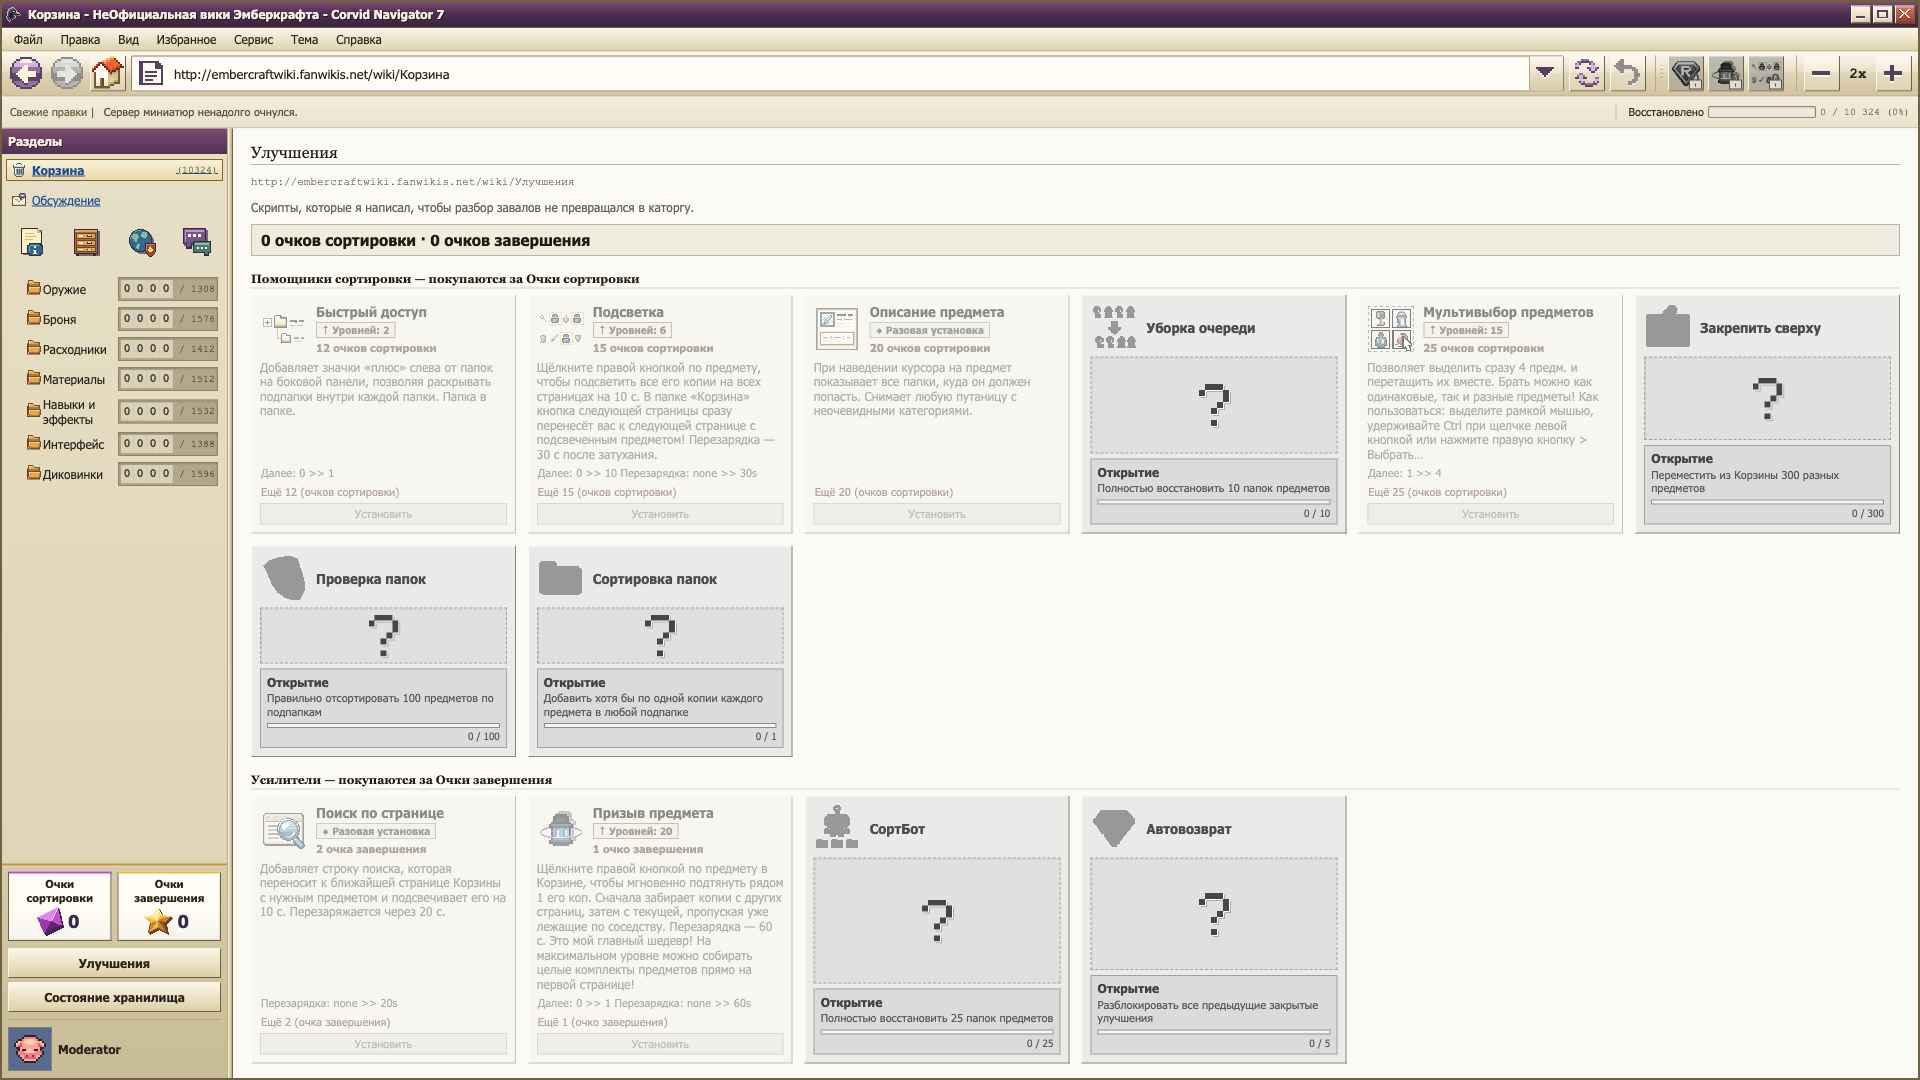 Корзина - НеОфициальная вики Эмберкрафта - Corvid Navigator 7
Файл Правка Вид Избранное Сервис Тема Справка
http://embercraftwiki.fanwikis.net/wiki/Корзина
2x
Свежие правки | Сервер миниатюр ненадолго очнулся.
Восстановлено 0 / 10 324 (0%)
Разделы
Корзина (10324)
Обсуждение
Оружие 0 0 0 0 / 1308
Броня 0 0 0 0 / 1576
Расходники 0 0 0 0 / 1412
Материалы 0 0 0 0 / 1512
Навыки и
эффекты 0 0 0 0 / 1532
Интерфейс 0 0 0 0 / 1388
Диковинки 0 0 0 0 / 1596
Очки
сортировки
0
Очки
завершения
0
Улучшения
Состояние хранилища
Moderator
Улучшения
http://embercraftwiki.fanwikis.net/wiki/Улучшения
Скрипты, которые я написал, чтобы разбор завалов не превращался в каторгу.
0 очков сортировки · 0 очков завершения
Помощники сортировки — покупаются за Очки сортировки
Быстрый доступ
↑ Уровней: 2
12 очков сортировки
Добавляет значки «плюс» слева от папок
на боковой панели, позволяя раскрывать
подпапки внутри каждой папки. Папка в
папке.
Далее: 0 >> 1
Ещё 12 (очков сортировки)
Установить
Подсветка
↑ Уровней: 6
15 очков сортировки
Щёлкните правой кнопкой по предмету,
чтобы подсветить все его копии на всех
страницах на 10 с. В папке «Корзина»
кнопка следующей страницы сразу
перенесёт вас к следующей странице с
подсвеченным предметом! Перезарядка —
30 с после затухания.
Далее: 0 >> 10 Перезарядка: none >> 30s
Ещё 15 (очков сортировки)
Установить
Описание предмета
◆ Разовая установка
20 очков сортировки
При наведении курсора на предмет
показывает все папки, куда он должен
попасть. Снимает любую путаницу с
неочевидными категориями.
Ещё 20 (очков сортировки)
Установить
Уборка очереди
?
Открытие
Полностью восстановить 10 папок предметов
0 / 10
Мультивыбор предметов
↑ Уровней: 15
25 очков сортировки
Позволяет выделить сразу 4 предм. и
перетащить их вместе. Брать можно как
одинаковые, так и разные предметы! Как
пользоваться: выделите рамкой мышью,
удерживайте Ctrl при щелчке левой
кнопкой или нажмите правую кнопку >
Выбрать...
Далее: 1 >> 4
Ещё 25 (очков сортировки)
Установить
Закрепить сверху
?
Открытие
Переместить из Корзины 300 разных
предметов
0 / 300
Проверка папок
?
Открытие
Правильно отсортировать 100 предметов по
подпапкам
0 / 100
Сортировка папок
?
Открытие
Добавить хотя бы по одной копии каждого
предмета в любой подпапке
0 / 1
Усилители — покупаются за Очки завершения
Поиск по странице
◆ Разовая установка
2 очка завершения
Добавляет строку поиска, которая
переносит к ближайшей странице Корзины
с нужным предметом и подсвечивает его на
10 с. Перезаряжается через 20 с.
Перезарядка: none >> 20s
Ещё 2 (очка завершения)
Установить
Призыв предмета
↑ Уровней: 20
1 очко завершения
Щёлкните правой кнопкой по предмету в
Корзине, чтобы мгновенно подтянуть рядом
1 его коп. Сначала забирает копии с других
страниц, затем с текущей, пропуская уже
лежащие по соседству. Перезарядка — 60
с. Это мой главный шедевр! На
максимальном уровне можно собирать
целые комплекты предметов прямо на
первой странице!
Далее: 0 >> 1 Перезарядка: none >> 60s
Ещё 1 (очко завершения)
Установить
СортБот
?
Открытие
Полностью восстановить 25 папок предметов
0 / 25
Автовозврат
?
Открытие
Разблокировать все предыдущие закрытые
улучшения
0 / 5